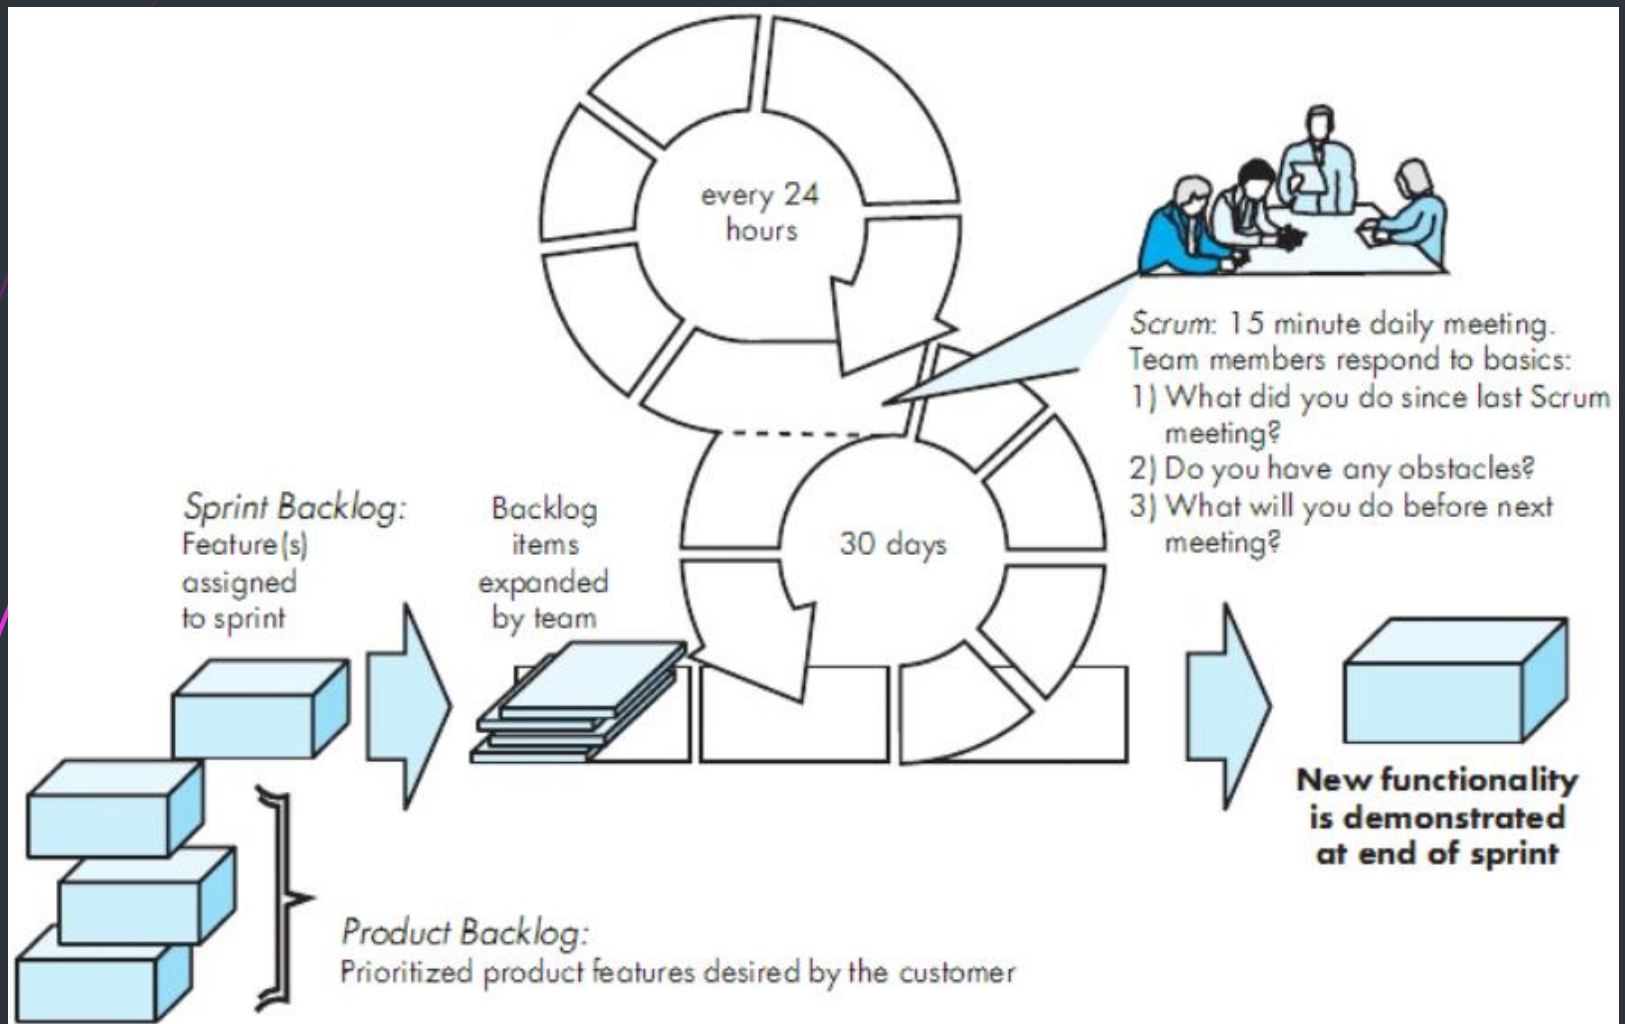 every 24
hours
Scrum: 15 minute daily meeting.
Team members respond to basics:
1) What did you do since last Scrum
meeting?
2) Do you have any obstacles?
3) What will you do before next
meeting?
Sprint Backlog:
Feature(s)
assigned
to sprint
Backlog
items
expanded
by team
30 days
New functionality
is demonstrated
at end of sprint
Product Backlog:
Prioritized product features desired by the customer